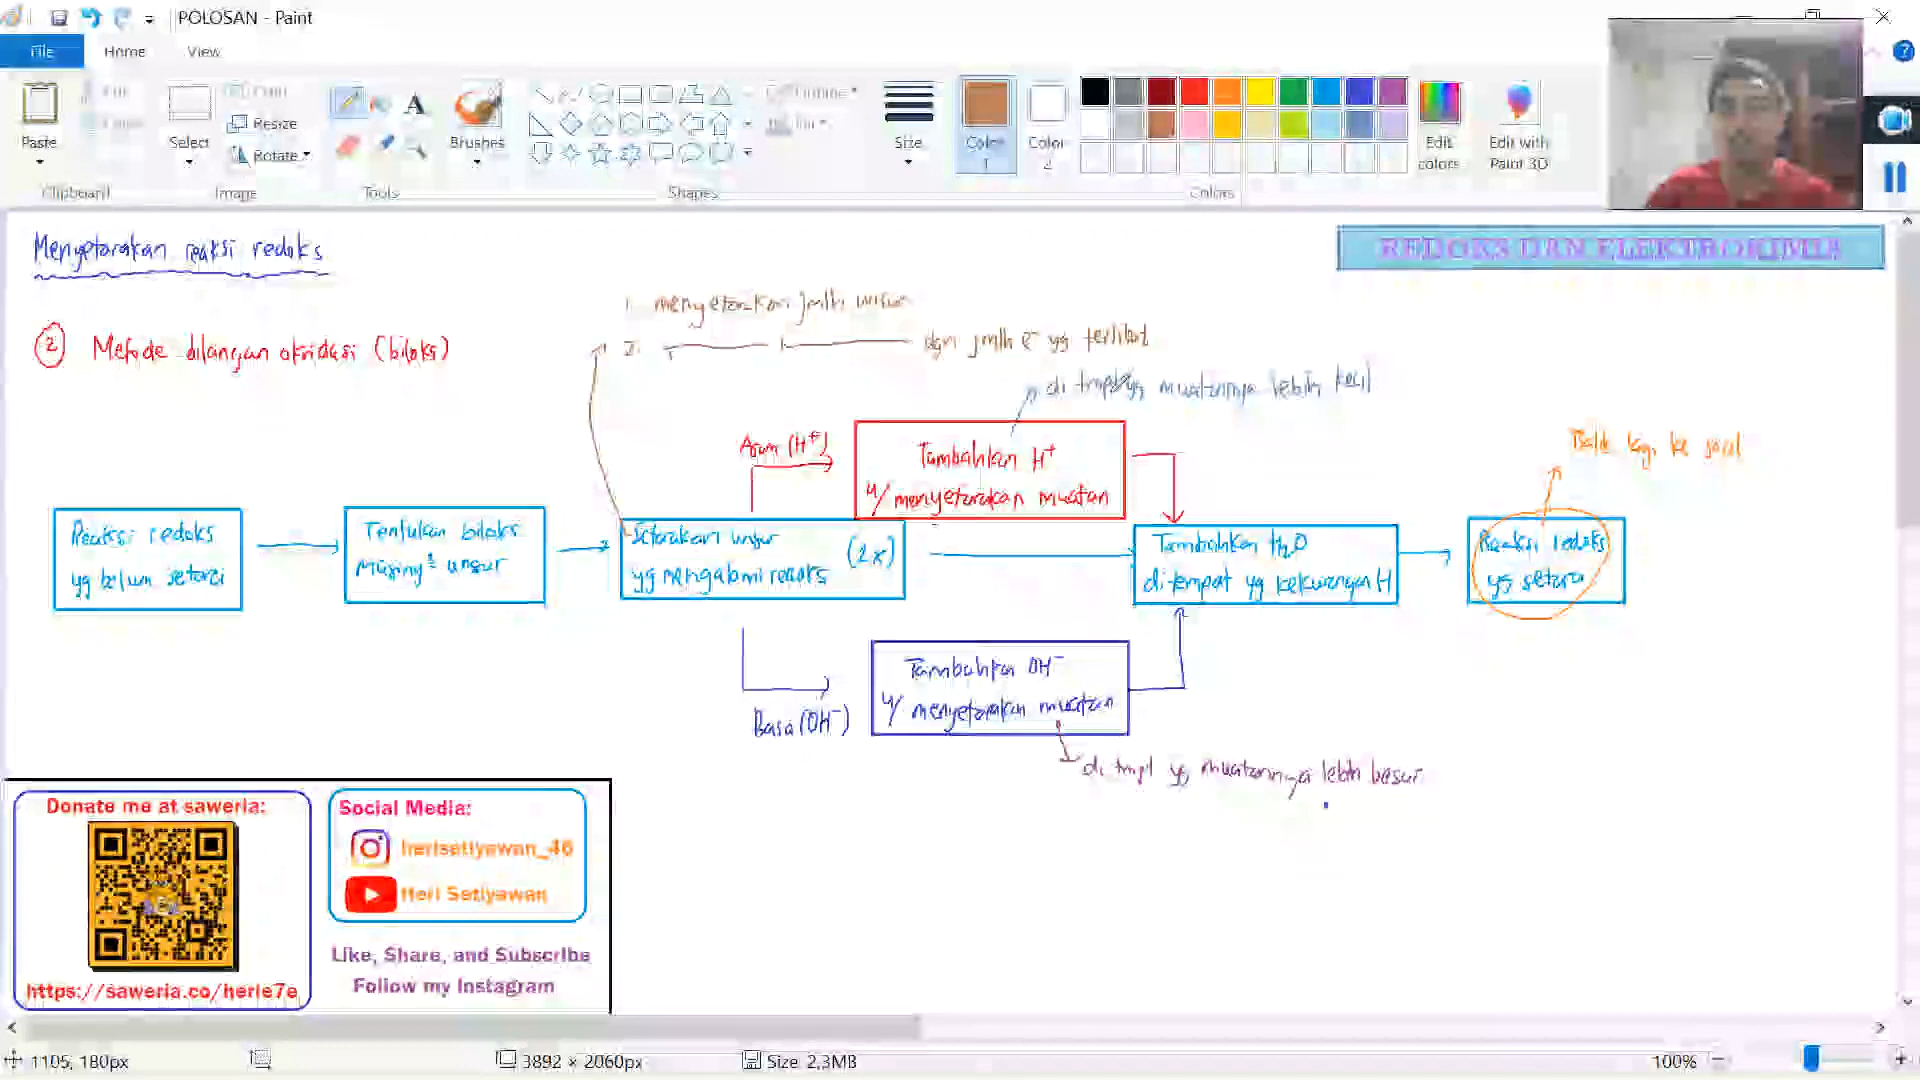 POLOSAN - Paint
File
Home
View
Paste
Select
Resize
Rotate
Brushes
Size
Color 1
Color 2
Edit colors
Edit with Paint 3D
Clipboard
Image
Tools
Shapes
Colors
Menyetarakan reaksi redoks
REDOKS DAN ELEKTROKIMIA
1. menyetarakan jmlh unsur
2. dgn jmlh e⁻ yg terlibat
② Metode bilangan oksidasi (biloks)
di tmpt yg muatannya lebih kecil
Asam (H⁺)
Tambahkan H⁺
u/ menyetarakan muatan
Balik lagi ke soal
Reaksi redoks
yg belum setara
Tentukan biloks
masing² unsur
Setarakan unsur
yg mengalami redoks
(2x)
Tambahkan H₂O
di tempat yg kekurangan H
Reaksi redoks
yg setara
Tambahkan OH⁻
u/ menyetarakan muatan
Basa (OH⁻)
di tmpt yg muatannya lebih besar
Donate me at saweria:
https://saweria.co/herie7e
Social Media:
herisetiyawan_46
Heri Setiyawan
Like, Share, and Subscribe
Follow my Instagram
1105, 180px
3892 × 2060px
Size: 2,3MB
100%